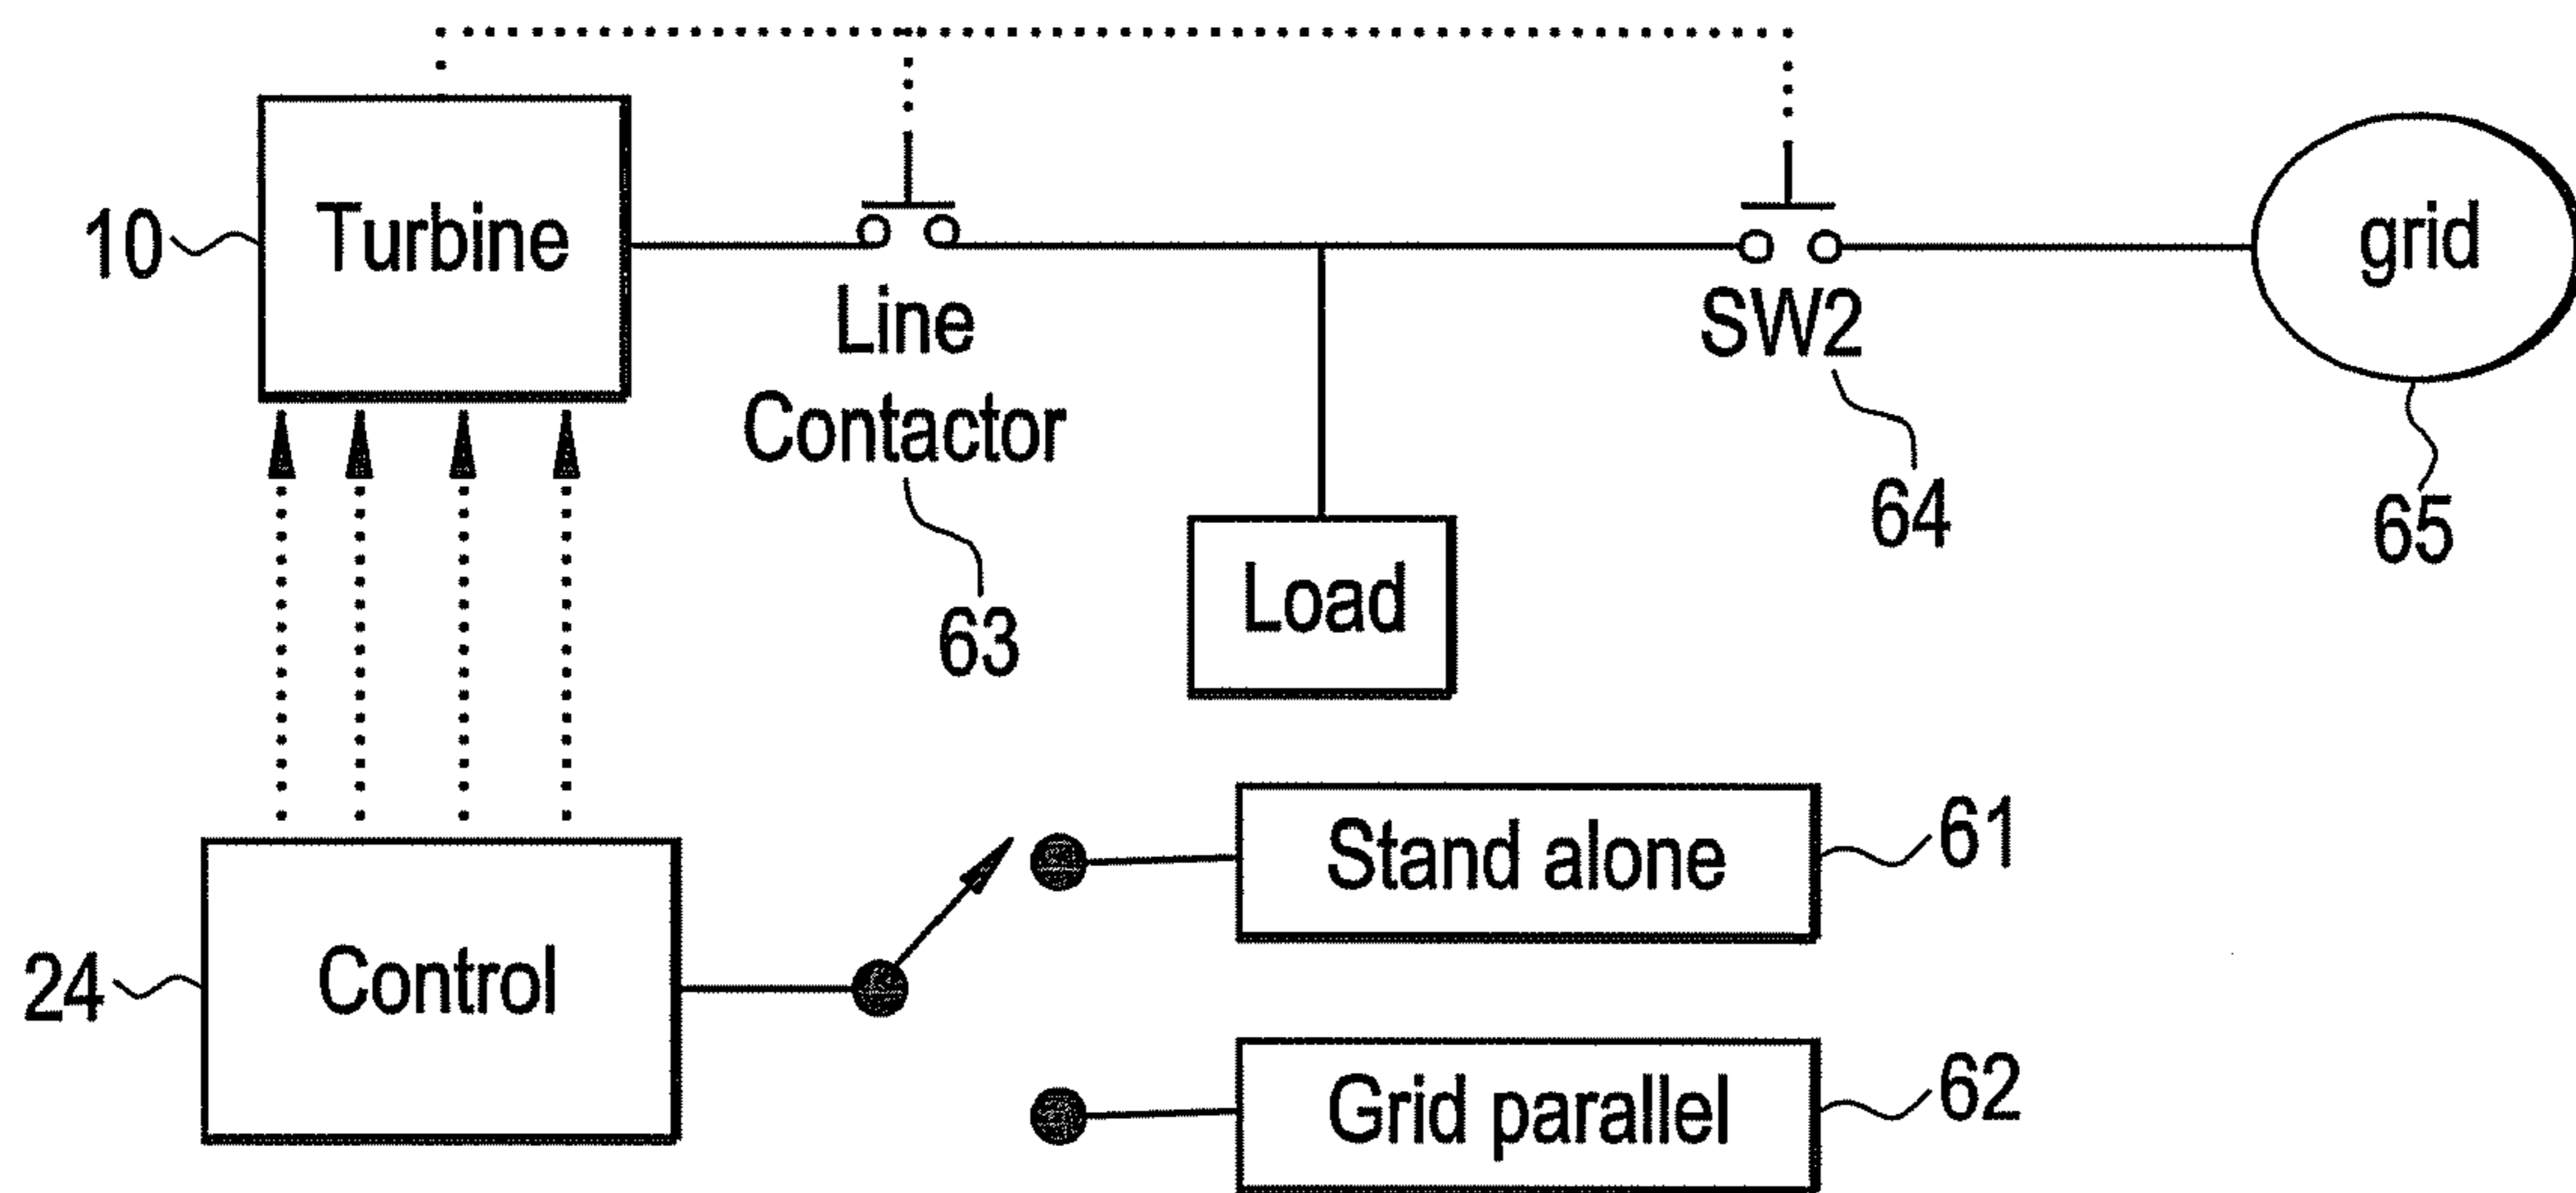 10
Turbine
Line
Contactor
63
Load
SW2
64
grid
65
24
Control
Stand alone
61
Grid parallel
62